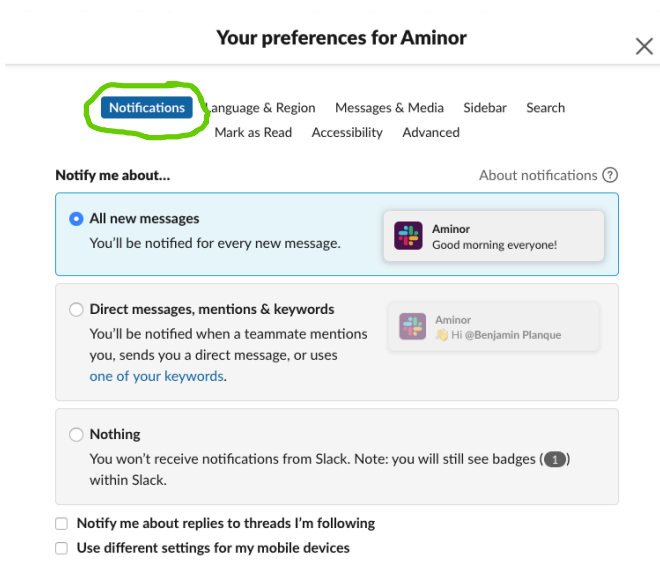 Your preferences for Aminor
Notifications Language & Region Messages & Media Sidebar Search
Mark as Read Accessibility Advanced
Notify me about... About notifications ?
All new messages
You'll be notified for every new message.
Aminor
Good morning everyone!
Direct messages, mentions & keywords
You'll be notified when a teammate mentions
you, sends you a direct message, or uses
one of your keywords.
Aminor
👋 Hi @Benjamin Planque
Nothing
You won't receive notifications from Slack. Note: you will still see badges (1)
within Slack.
Notify me about replies to threads I'm following
Use different settings for my mobile devices